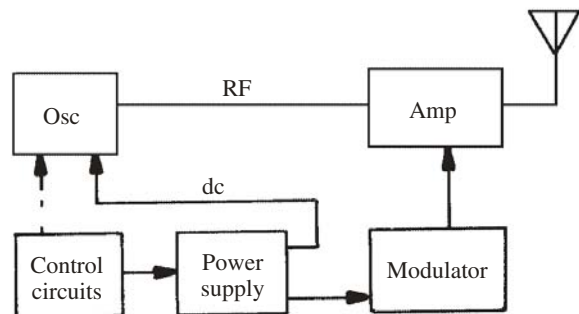 RF
Osc
Amp
dc
Control
circuits
Power
supply
Modulator